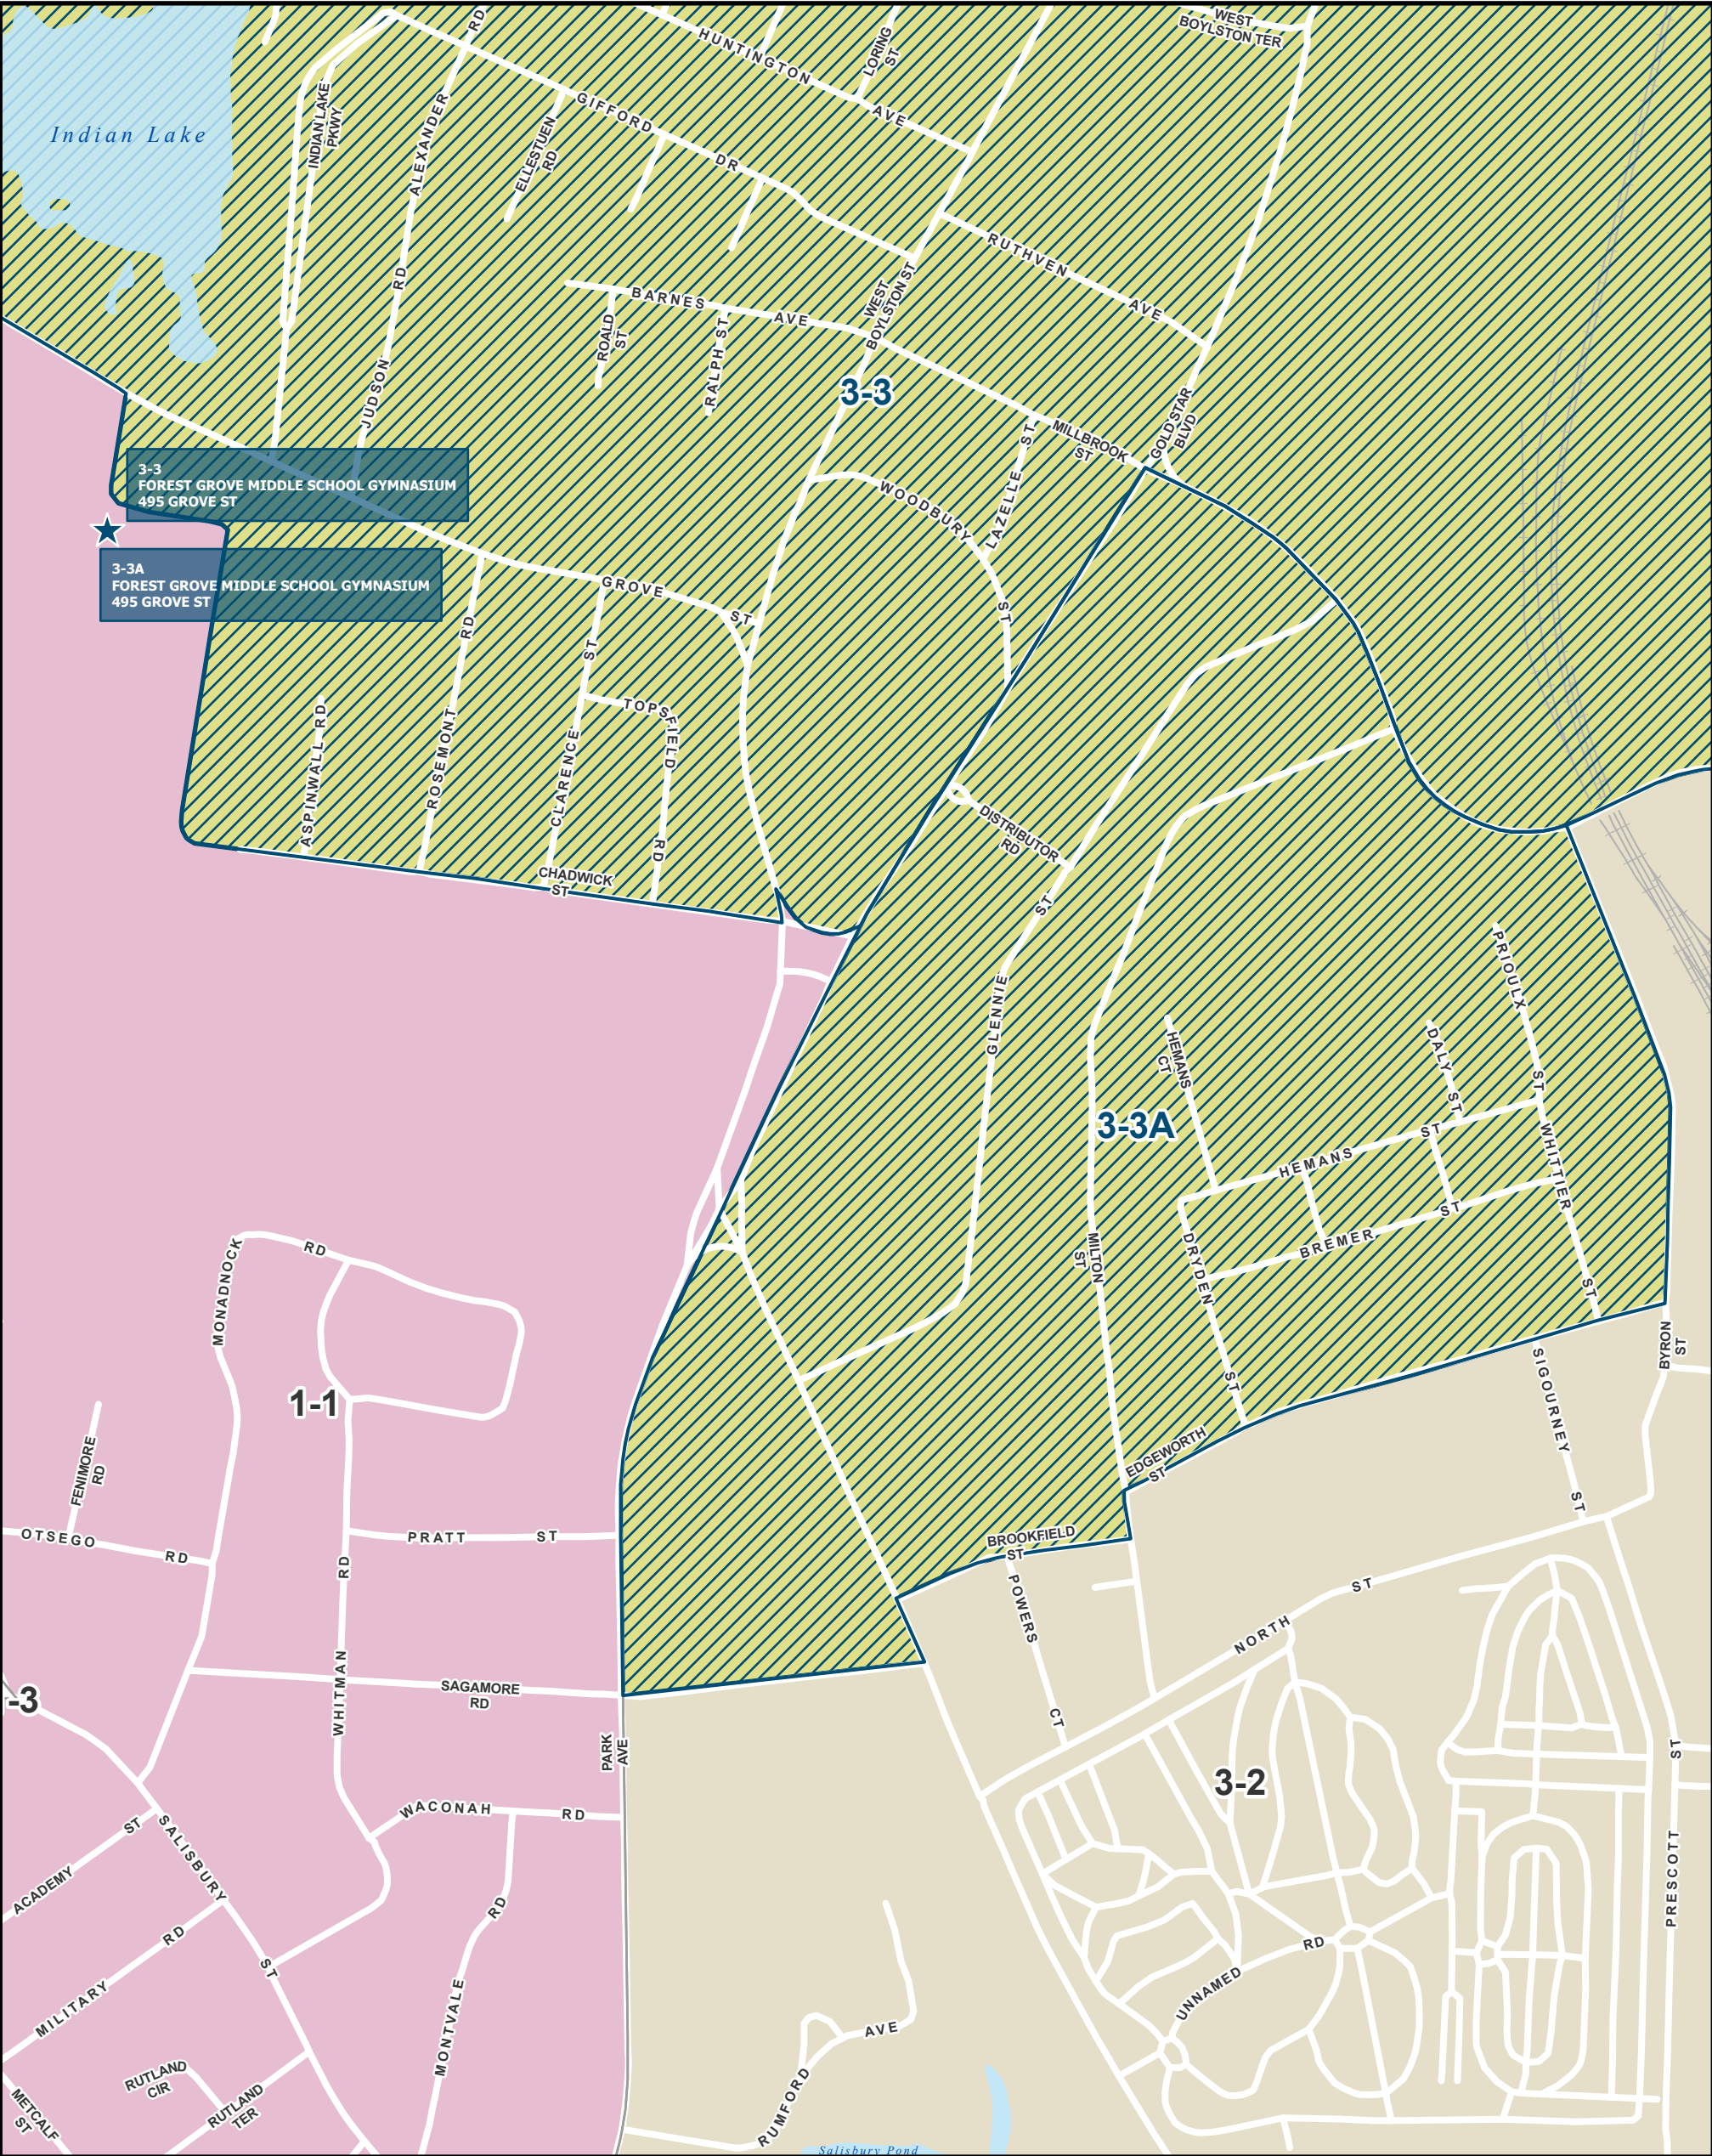 WEST
BOYLSTON TER
RD
HUNTINGTON
AVE
LORING
ST
Indian Lake
INDIAN LAKE
PKWY
ALEXANDER
RD
ELLESTUEN
RD
GIFFORD
DR
RUTHVEN
AVE
WEST
BOYLSTON ST
BARNES
AVE
ROALD
ST
RALPH ST
JUDSON
3-3
MILLBROOK
ST
GOLD STAR
BLVD
3-3
FOREST GROVE MIDDLE SCHOOL GYMNASIUM
495 GROVE ST
WOODBURY
ST
LAZELLE ST
3-3A
FOREST GROVE MIDDLE SCHOOL GYMNASIUM
495 GROVE ST
GROVE
ST
ROSEMONT
RD
CLARENCE
ST
TOPSFIELD
RD
ASPINWALL RD
CHADWICK
ST
DISTRIBUTOR
RD
GLENNIE
ST
PRIOULX
ST
DALY ST
HEMANS
CT
3-3A
HEMANS
ST
WHITTIER
ST
BREMER
ST
DRYDEN
ST
MILTON
ST
MONADNOCK
RD
1-1
BYRON
ST
SIGOURNEY
ST
FENIMORE
RD
EDGEWORTH
ST
OTSEGO
RD
PRATT
ST
BROOKFIELD
ST
POWERS
CT
NORTH
ST
WHITMAN
RD
SAGAMORE
RD
-3
PARK
AVE
3-2
WACONAH
RD
SALISBURY
ST
ACADEMY
ST
MILITARY
RD
MONTVALE
RD
PRESCOTT
ST
UNNAMED
RD
RUMFORD
AVE
RUTLAND
CIR
RUTLAND
TER
METCALF
ST
Salisbury Pond